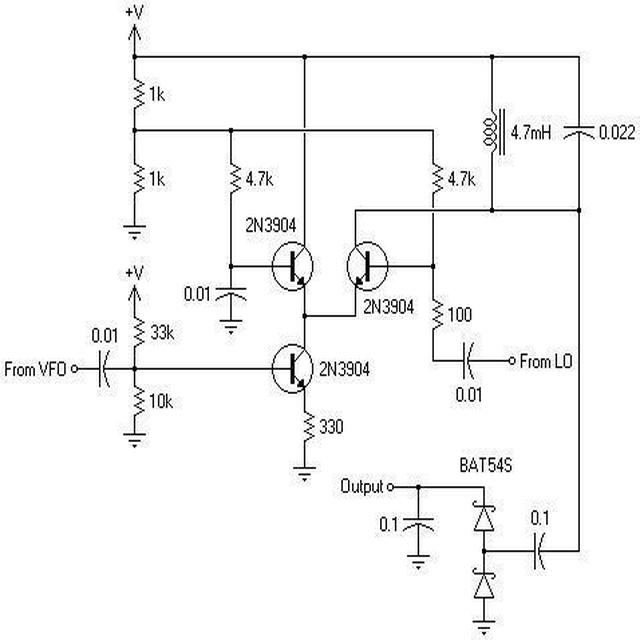 +V
1k
4.7mH
0.022
1k
4.7k
4.7k
2N3904
+V
0.01
2N3904
100
0.01
33k
From VFO
2N3904
From LO
0.01
10k
330
BAT54S
Output
0.1
0.1